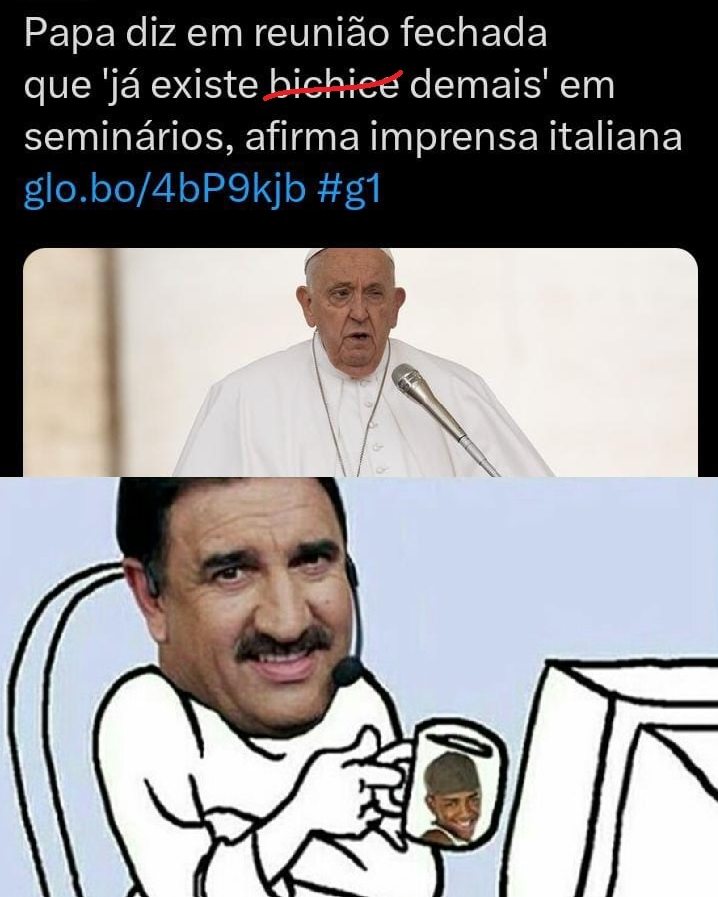 Papa diz em reunião fechada
que 'já existe bichice demais' em
seminários, afirma imprensa italiana
glo.bo/4bP9kjb #g1